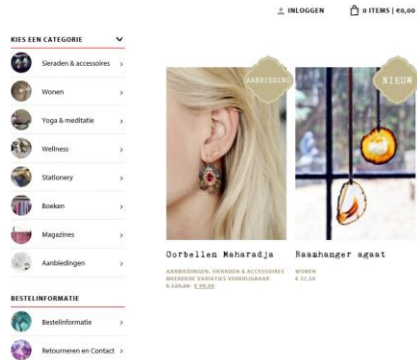 INLOGGEN
0 ITEMS | €0,00
KIES EEN CATEGORIE
Sieraden & accessoires
Wonen
Yoga & meditatie
Wellness
Stationery
Boeken
Magazines
Aanbiedingen
BESTELINFORMATIE
Bestelinformatie
Retourneren en Contact
AANBIEDING
Oorbellen Maharadja
AANBIEDINGEN, SIERADEN & ACCESSOIRES
MEERDERE VARIATIES VERKRIJGBAAR
NIEUW
Raamhanger agaat
WONEN